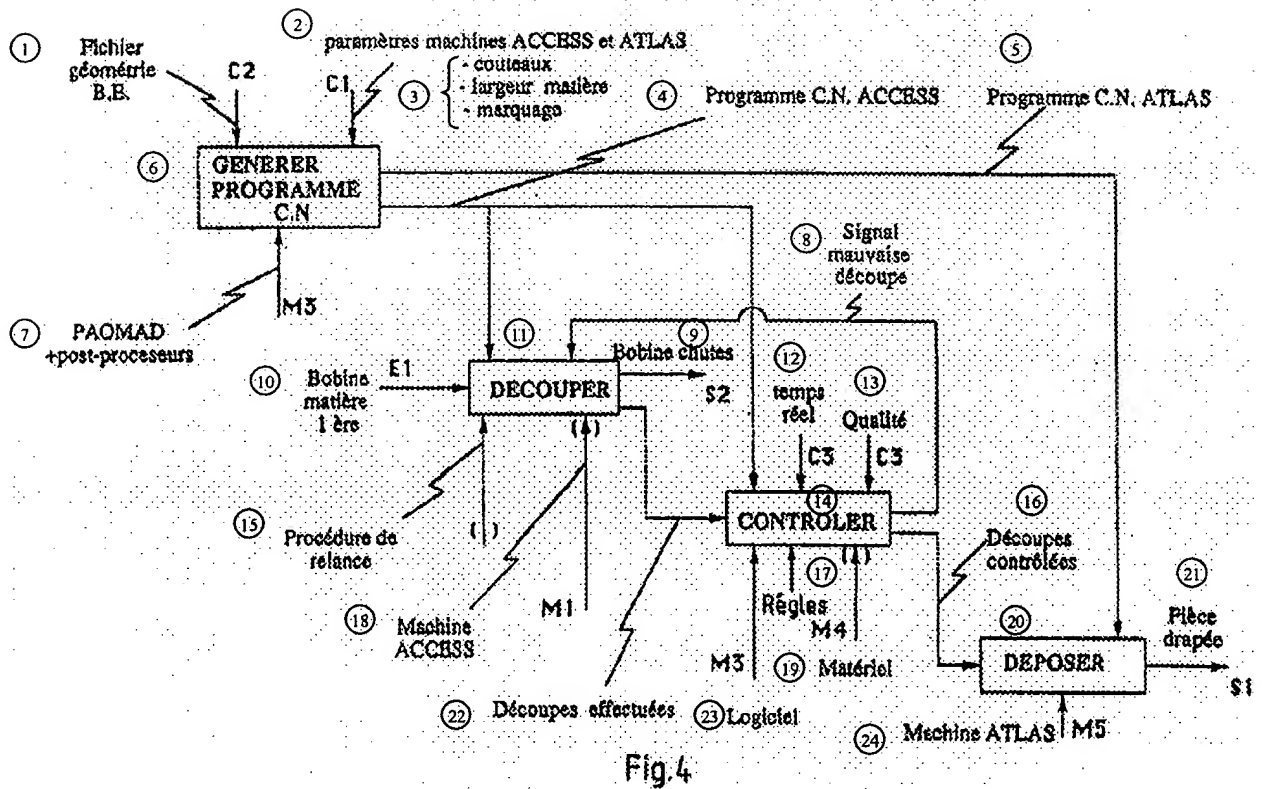 ① Fichier
géométrie
B.E.
C2
② paramètres machines ACCESS et ATLAS
C1
③ - couteaux
- largeur matière
- marquage
④ Programme C.N. ACCESS
⑤ Programme C.N. ATLAS
⑥ GENERER
PROGRAMME
C.N
⑦ PAOMAD
+post-proceseurs
M3
⑧ Signal
mauvaise
découpe
⑨ Bobine chutes
S2
⑩ Bobine
matière
1 ère
E1
⑪ DECOUPER
⑫ temps
réel
C3
⑬ Qualité
C3
⑭ CONTROLER
⑮ Procédure de
relance
( )
( )
M1
⑯ Découpes
contrôlées
⑰ Régles
( )
M4
⑱ Machine
ACCESS
M3
⑲ Matériel
⑳ DEPOSER
㉑ Pièce
drapée
S1
㉒ Découpes effectuées
㉓ Logiciel
㉔ Machine ATLAS
M5
Fig.4